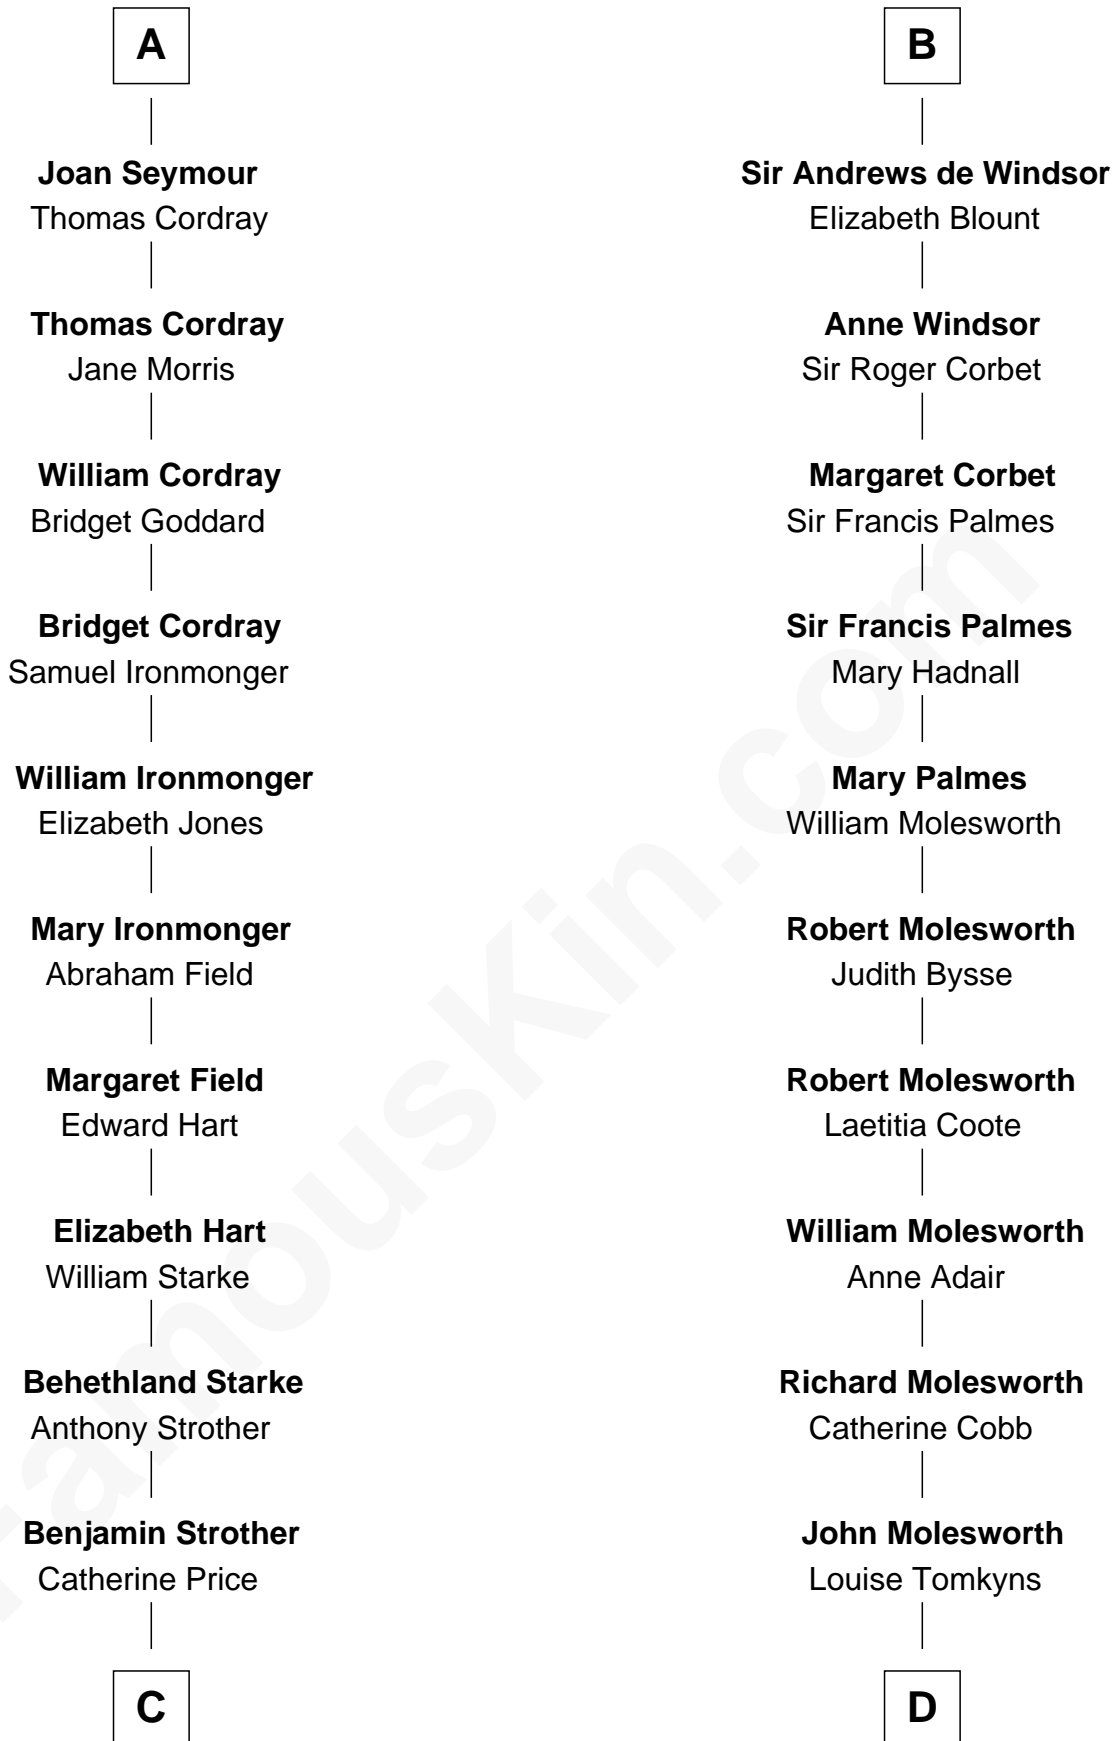 A
Joan Seymour
Thomas Cordray
Thomas Cordray
Jane Morris
William Cordray
Bridget Goddard
Bridget Cordray
Samuel Ironmonger
William Ironmonger
Elizabeth Jones
Mary Ironmonger
Abraham Field
Margaret Field
Edward Hart
Elizabeth Hart
William Starke
Behethland Starke
Anthony Strother
Benjamin Strother
Catherine Price
C
B
Sir Andrews de Windsor
Elizabeth Blount
Anne Windsor
Sir Roger Corbet
Margaret Corbet
Sir Francis Palmes
Sir Francis Palmes
Mary Hadnall
Mary Palmes
William Molesworth
Robert Molesworth
Judith Bysse
Robert Molesworth
Laetitia Coote
William Molesworth
Anne Adair
Richard Molesworth
Catherine Cobb
John Molesworth
Louise Tomkyns
D
FamousKin.com